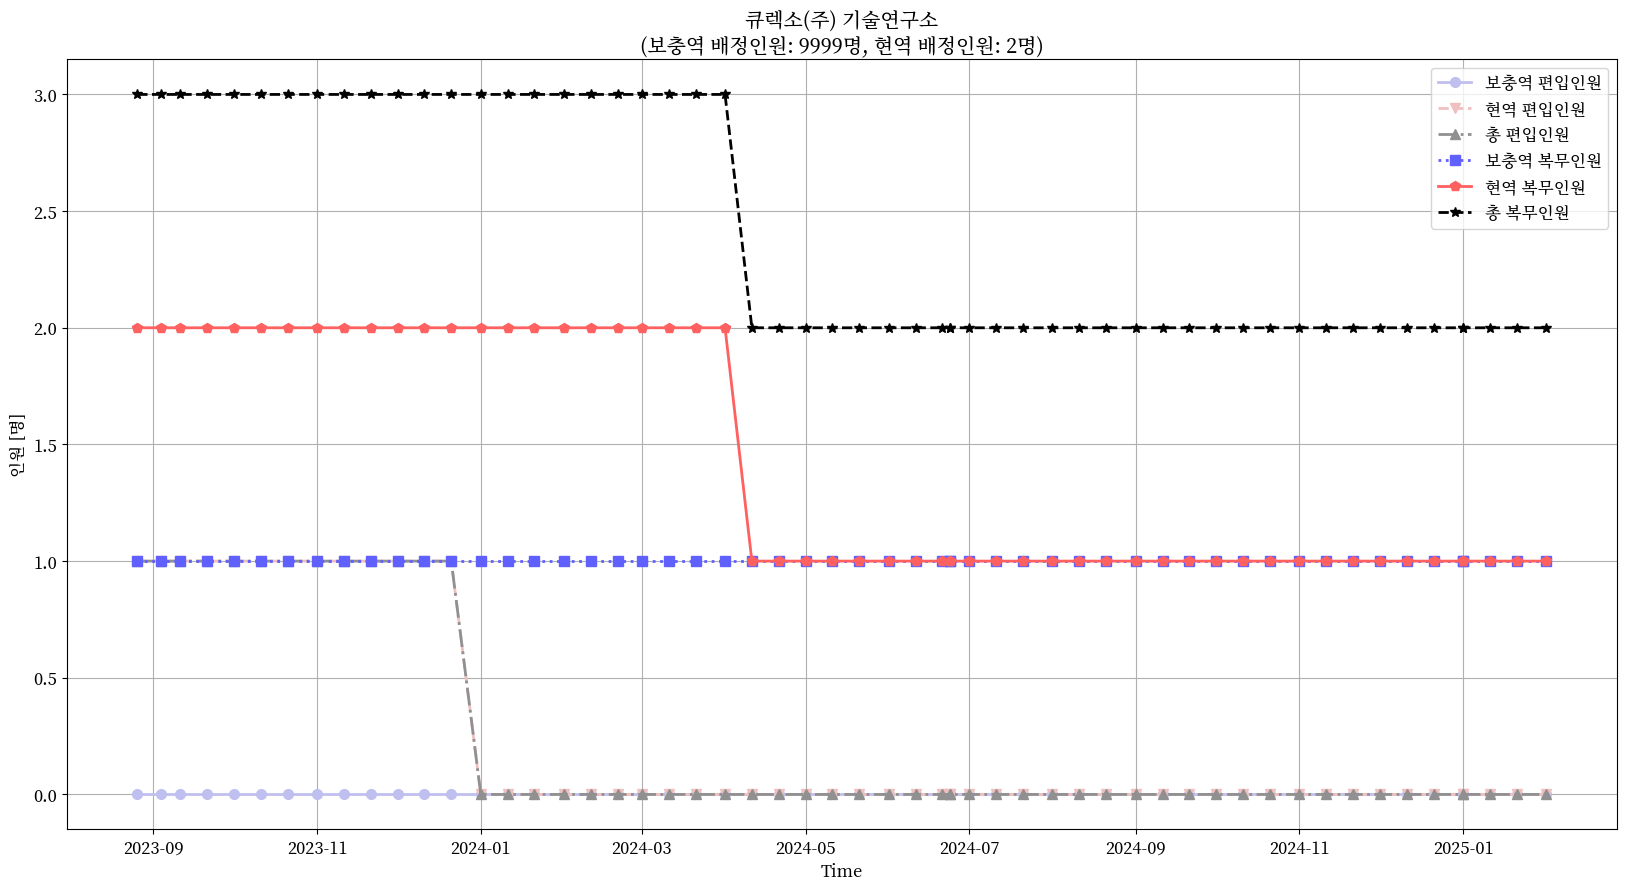 큐렉소(주) 기술연구소
(보충역 배정인원: 9999명, 현역 배정인원: 2명)
보충역 편입인원
현역 편입인원
총 편입인원
보충역 복무인원
현역 복무인원
총 복무인원
인원 [명]
3.0
2.5
2.0
1.5
1.0
0.5
0.0
2023-09
2023-11
2024-01
2024-03
2024-05
2024-07
2024-09
2024-11
2025-01
Time